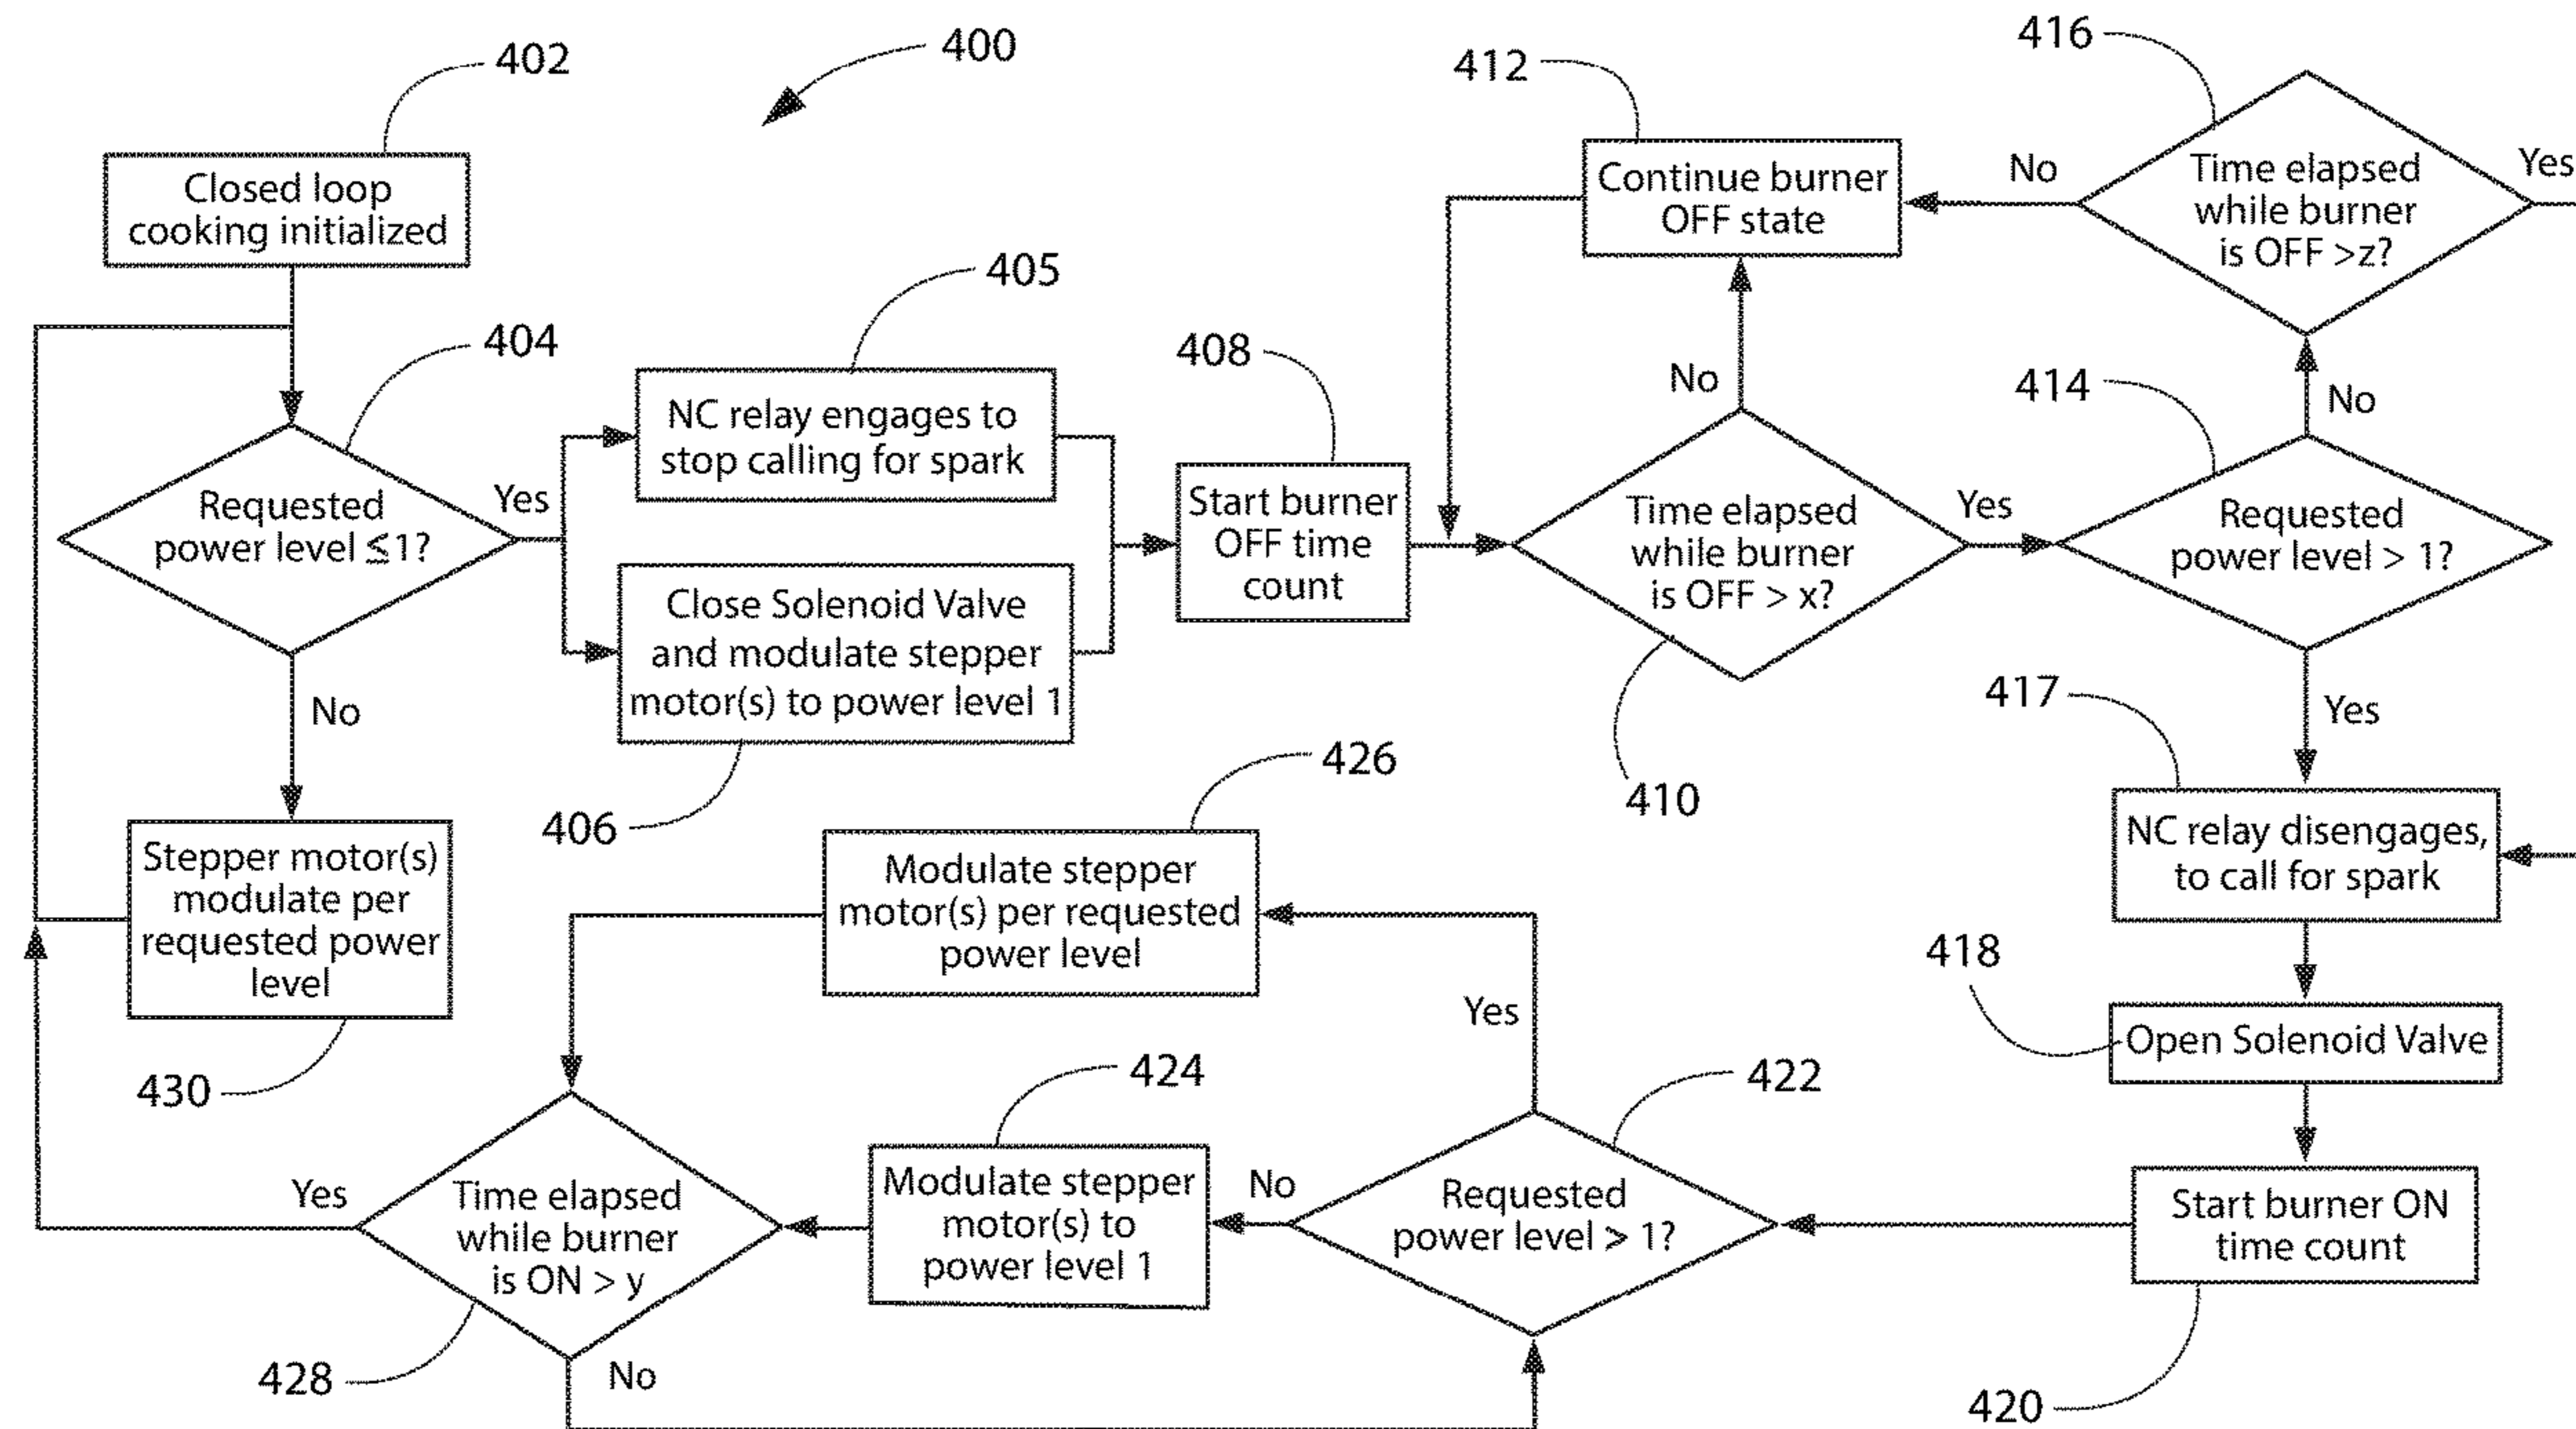 400
402
Closed loop
cooking initialized
404
Requested
power level ≤1?
Yes
No
405
NC relay engages to
stop calling for spark
Close Solenoid Valve
and modulate stepper
motor(s) to power level 1
406
408
Start burner
OFF time
count
412
Continue burner
OFF state
No
Time elapsed
while burner
is OFF > x?
410
Yes
416
Time elapsed
while burner
is OFF >z?
No
Yes
414
No
Requested
power level > 1?
Yes
417
NC relay disengages,
to call for spark
418
Open Solenoid Valve
Start burner ON
time count
420
422
Requested
power level > 1?
Yes
No
426
Modulate stepper
motor(s) per requested
power level
424
Modulate stepper
motor(s) to
power level 1
Time elapsed
while burner
is ON > y
428
Yes
No
Stepper motor(s)
modulate per
requested power
level
430